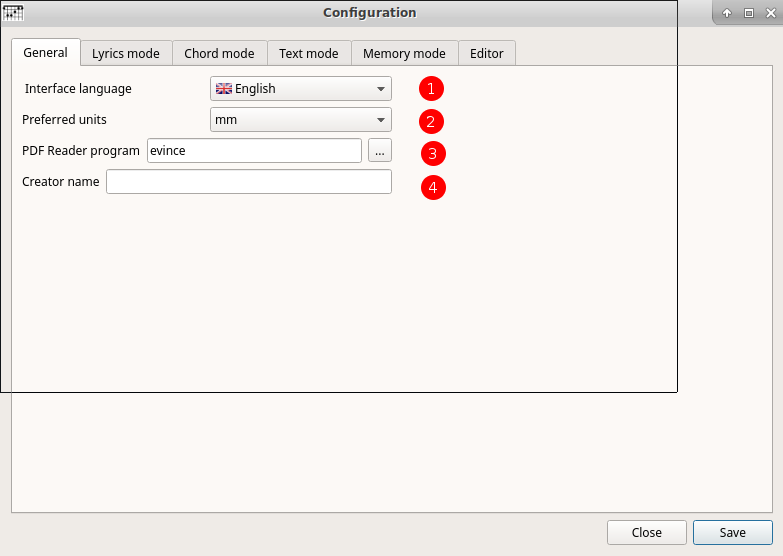 Configuration
General Lyrics mode Chord mode Text mode Memory mode Editor
Interface language English 1
Preferred units mm 2
PDF Reader program evince ... 3
Creator name 4
Close Save